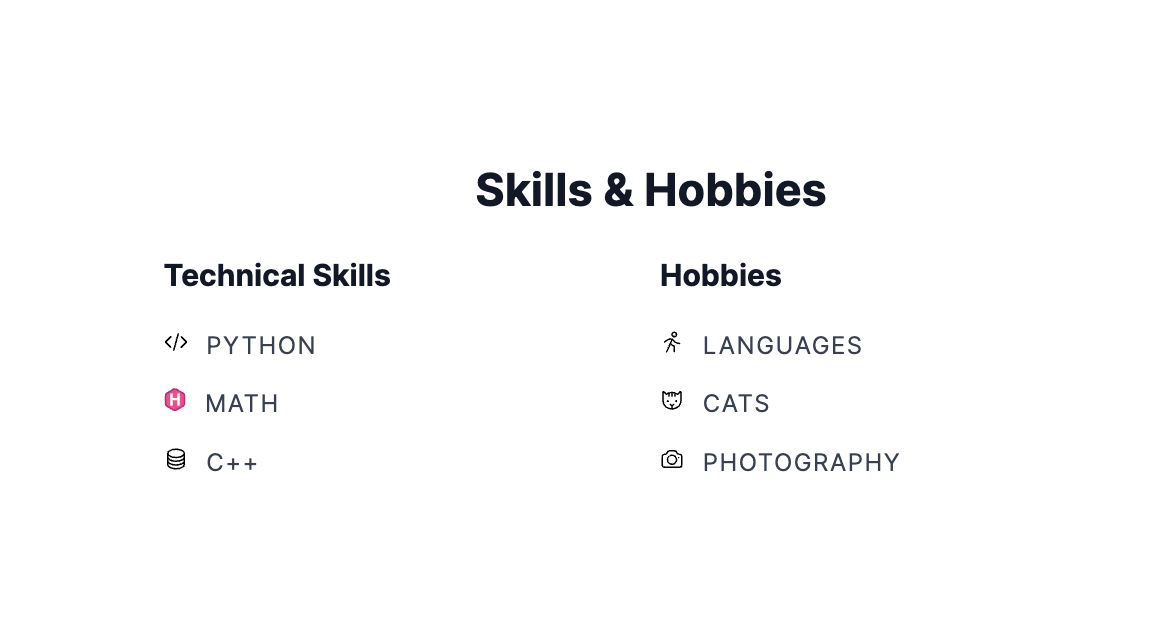 Skills & Hobbies
Technical Skills
PYTHON
H
MATH
C++
Hobbies
LANGUAGES
CATS
PHOTOGRAPHY